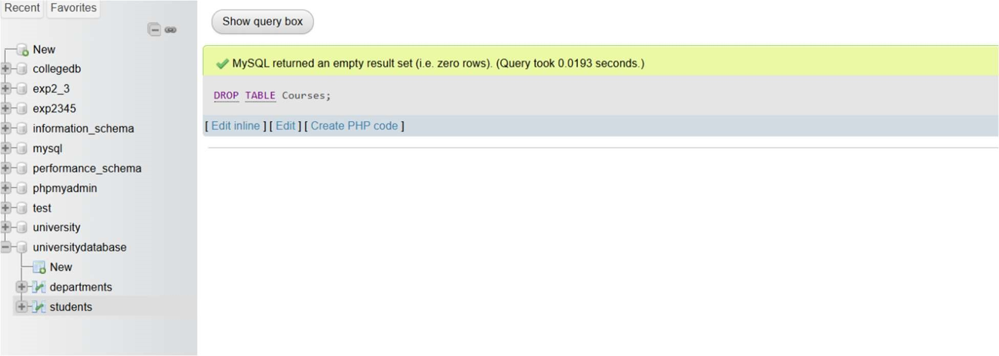 Recent Favorites
New
collegedb
exp2_3
exp2345
information_schema
mysql
performance_schema
phpmyadmin
test
university
universitydatabase
New
departments
students
Show query box
MySQL returned an empty result set (i.e. zero rows). (Query took 0.0193 seconds.)
DROP TABLE Courses;
[ Edit inline ] [ Edit ] [ Create PHP code ]